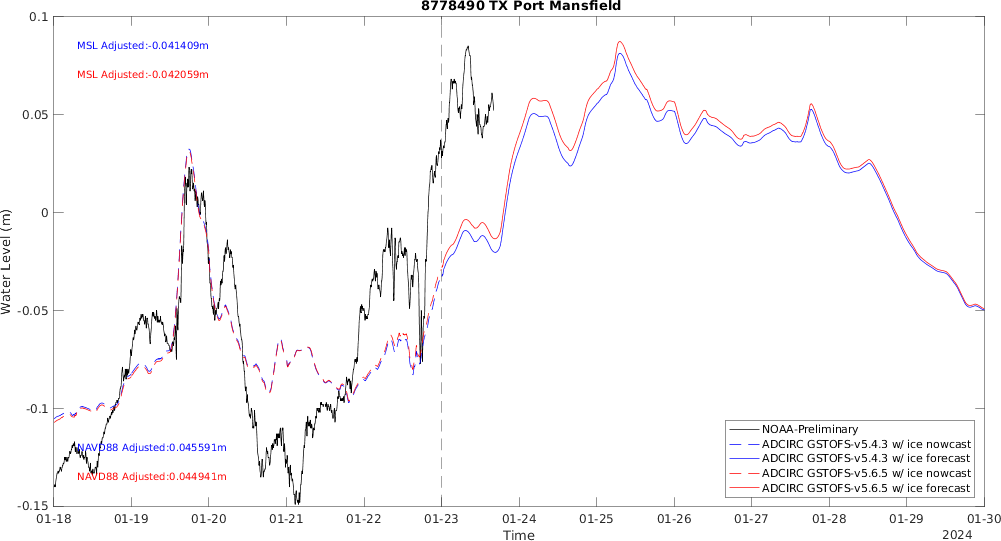 8778490 TX Port Mansfield
0.1
MSL Adjusted:-0.041409m
MSL Adjusted:-0.042059m
0.05
0
Water Level (m)
-0.05
-0.1
NAVD88 Adjusted:0.045591m
NAVD88 Adjusted:0.044941m
-0.15
NOAA-Preliminary
ADCIRC GSTOFS-v5.4.3 w/ ice nowcast
ADCIRC GSTOFS-v5.4.3 w/ ice forecast
ADCIRC GSTOFS-v5.6.5 w/ ice nowcast
ADCIRC GSTOFS-v5.6.5 w/ ice forecast
01-18 01-19 01-20 01-21 01-22 01-23 01-24 01-25 01-26 01-27 01-28 01-29 01-30
Time
2024